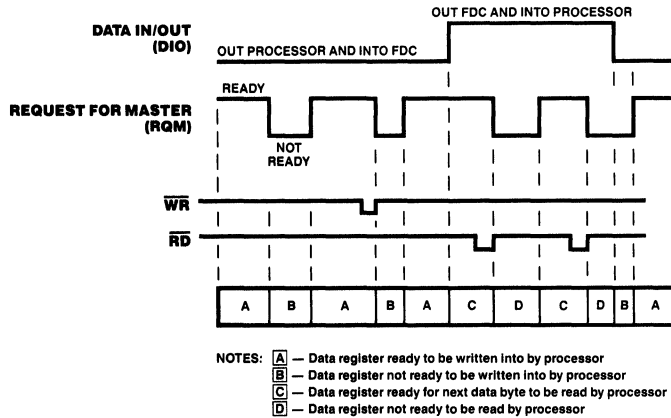 OUT FDC AND INTO PROCESSOR
DATA IN/OUT
(DIO)
OUT PROCESSOR AND INTO FDC
READY
REQUEST FOR MASTER
(RQM)
NOT
READY
WR
RD
A B A B A C D C D B A
NOTES: A — Data register ready to be written into by processor
B — Data register not ready to be written into by processor
C — Data register ready for next data byte to be read by processor
D — Data register not ready to be read by processor